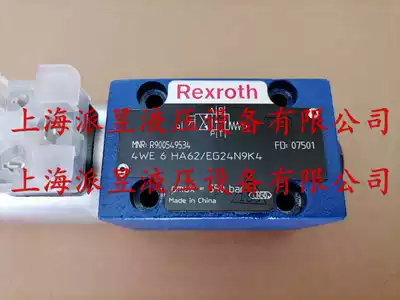 Rexroth
上海派昱液压设备有限公司
MNR: R900549534
FD: 07501
4WE 6 HA62/EG24N9K4
上海派昱液压设备有限公司
pmax = 350 bar
Made in China